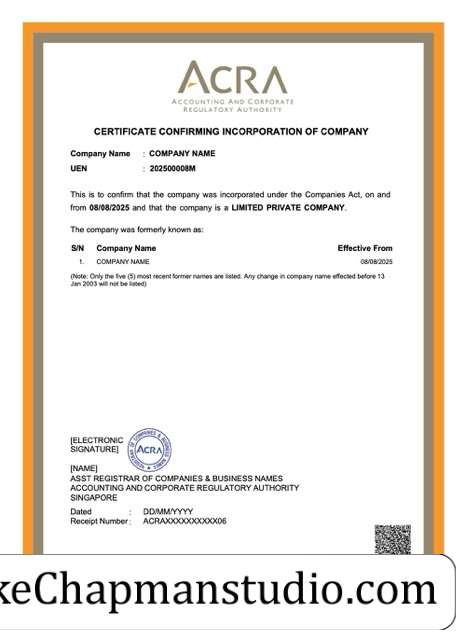 ACRA
ACCOUNTING AND CORPORATE
REGULATORY AUTHORITY
CERTIFICATE CONFIRMING INCORPORATION OF COMPANY
Company Name : COMPANY NAME
UEN : 202500008M
This is to confirm that the company was incorporated under the Companies Act, on and
from 08/08/2025 and that the company is a LIMITED PRIVATE COMPANY.
The company was formerly known as:
S/N Company Name Effective From
1. COMPANY NAME 08/08/2025
(Note: Only the five (5) most recent former names are listed. Any change in company name effected before 13
Jan 2003 will not be listed)
[ELECTRONIC
SIGNATURE]
ACRA
[NAME]
ASST REGISTRAR OF COMPANIES & BUSINESS NAMES
ACCOUNTING AND CORPORATE REGULATORY AUTHORITY
SINGAPORE
Dated : DD/MM/YYYY
Receipt Number : ACRAXXXXXXXXXX06
keChapmanstudio.com